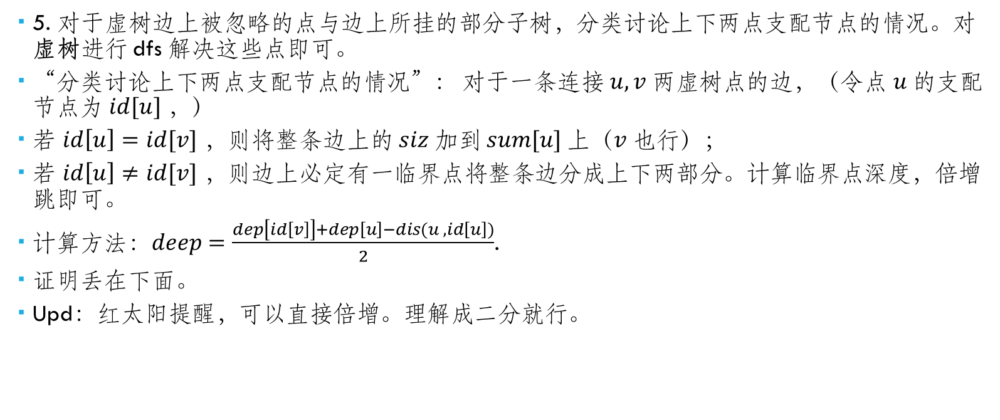 ▪ 5. 对于虚树边上被忽略的点与边上所挂的部分子树，分类讨论上下两点支配节点的情况。对
虚树进行 dfs 解决这些点即可。
▪ “分类讨论上下两点支配节点的情况”： 对于一条连接 u, v 两虚树点的边，（令点 u 的支配
节点为 id[u] ，）
▪ 若 id[u] = id[v] ，则将整条边上的 siz 加到 sum[u] 上（v 也行）；
▪ 若 id[u] ≠ id[v] ，则边上必定有一临界点将整条边分成上下两部分。计算临界点深度，倍增
跳即可。
▪ 计算方法：deep = \frac{dep[id[v]]+dep[u]−dis(u ,id[u])}{2}.
▪ 证明丢在下面。
▪ Upd：红太阳提醒，可以直接倍增。理解成二分就行。